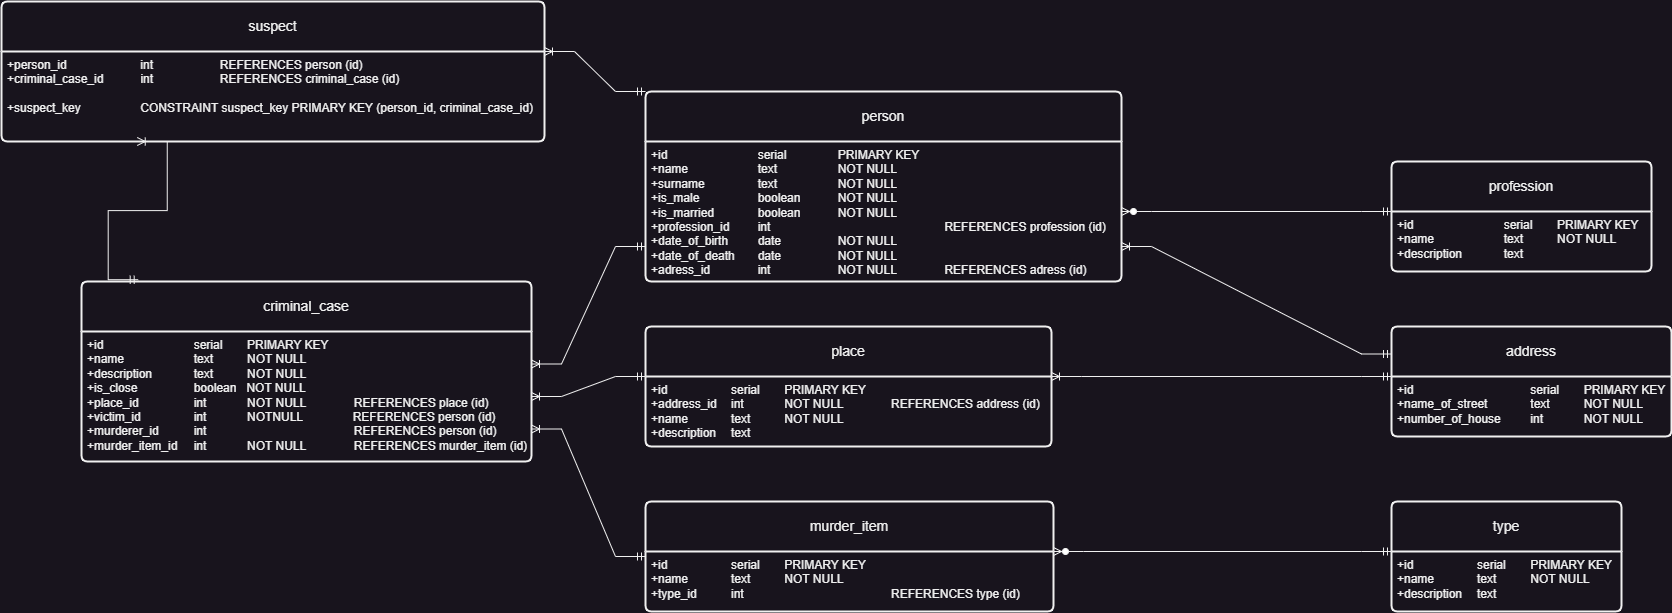 suspect
+person_id int REFERENCES person (id)
+criminal_case_id int REFERENCES criminal_case (id)
+suspect_key CONSTRAINT suspect_key PRIMARY KEY (person_id, criminal_case_id)
person
+id serial PRIMARY KEY
+name text NOT NULL
+surname text NOT NULL
+is_male boolean NOT NULL
+is_married boolean NOT NULL
+profession_id int REFERENCES profession (id)
+date_of_birth date NOT NULL
+date_of_death date NOT NULL
+adress_id int NOT NULL REFERENCES adress (id)
profession
+id serial PRIMARY KEY
+name text NOT NULL
+description text
criminal_case
+id serial PRIMARY KEY
+name text NOT NULL
+description text NOT NULL
+is_close boolean NOT NULL
+place_id int NOT NULL REFERENCES place (id)
+victim_id int NOTNULL REFERENCES person (id)
+murderer_id int REFERENCES person (id)
+murder_item_id int NOT NULL REFERENCES murder_item (id)
place
+id serial PRIMARY KEY
+address_id int NOT NULL REFERENCES address (id)
+name text NOT NULL
+description text
address
+id serial PRIMARY KEY
+name_of_street text NOT NULL
+number_of_house int NOT NULL
murder_item
+id serial PRIMARY KEY
+name text NOT NULL
+type_id int REFERENCES type (id)
type
+id serial PRIMARY KEY
+name text NOT NULL
+description text